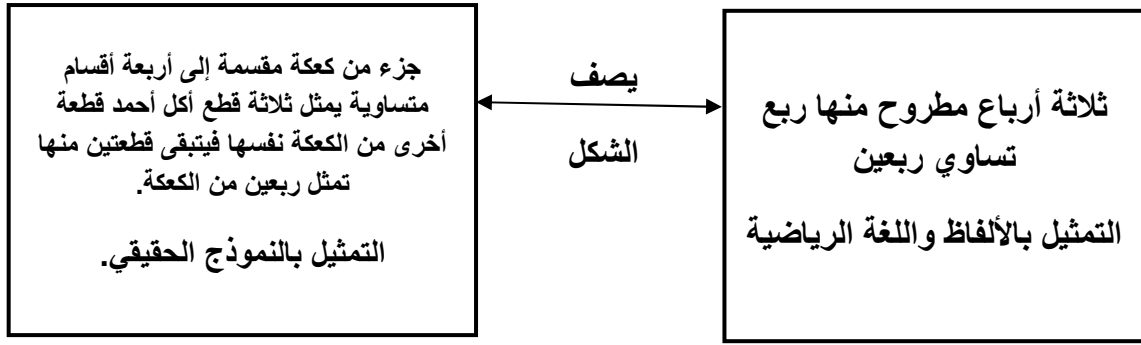 ثلاثة أرباع مطروح منها ربع
تساوي ربعين
التمثيل بالألفاظ واللغة الرياضية
يصف
الشكل
جزء من كعكة مقسمة إلى أربعة أقسام
متساوية يمثل ثلاثة قطع أكل أحمد قطعة
أخرى من الكعكة نفسها فيتبقى قطعتين منها
تمثل ربعين من الكعكة.
التمثيل بالنموذج الحقيقي.